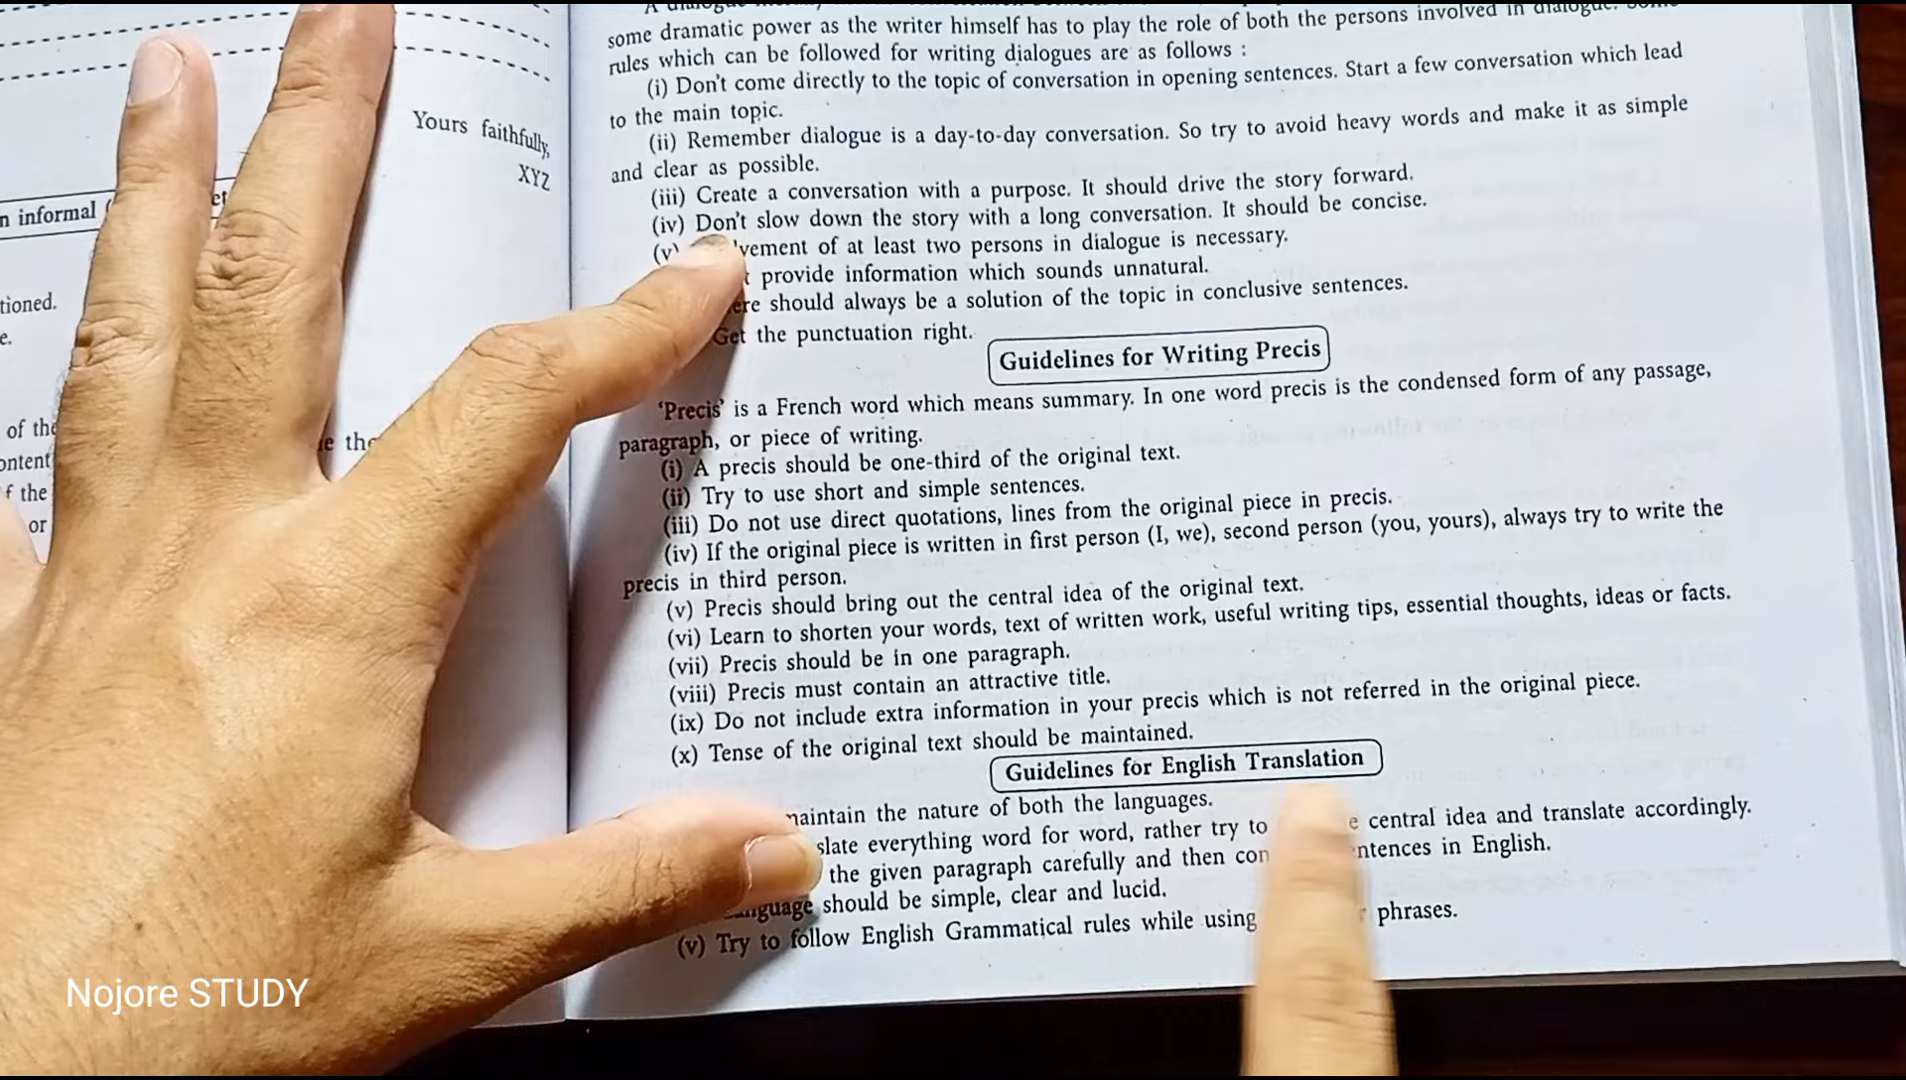 Yours faithfully,
XYZ
n informal
tioned.
e.
of the
ontent
f the
or
e the
some dramatic power as the writer himself has to play the role of both the persons involved in dialogue. Some
rules which can be followed for writing dialogues are as follows :
(i) Don't come directly to the topic of conversation in opening sentences. Start a few conversation which lead
to the main topic.
(ii) Remember dialogue is a day-to-day conversation. So try to avoid heavy words and make it as simple
and clear as possible.
(iii) Create a conversation with a purpose. It should drive the story forward.
(iv) Don't slow down the story with a long conversation. It should be concise.
(v) vement of at least two persons in dialogue is necessary.
t provide information which sounds unnatural.
ere should always be a solution of the topic in conclusive sentences.
Get the punctuation right.
Guidelines for Writing Precis
'Precis' is a French word which means summary. In one word precis is the condensed form of any passage,
paragraph, or piece of writing.
(i) A precis should be one-third of the original text.
(ii) Try to use short and simple sentences.
(iii) Do not use direct quotations, lines from the original piece in precis.
(iv) If the original piece is written in first person (I, we), second person (you, yours), always try to write the
precis in third person.
(v) Precis should bring out the central idea of the original text.
(vi) Learn to shorten your words, text of written work, useful writing tips, essential thoughts, ideas or facts.
(vii) Precis should be in one paragraph.
(viii) Precis must contain an attractive title.
(ix) Do not include extra information in your precis which is not referred in the original piece.
(x) Tense of the original text should be maintained.
Guidelines for English Translation
maintain the nature of both the languages.
slate everything word for word, rather try to e central idea and translate accordingly.
the given paragraph carefully and then con ntences in English.
language should be simple, clear and lucid.
(v) Try to follow English Grammatical rules while using phrases.
Nojore STUDY